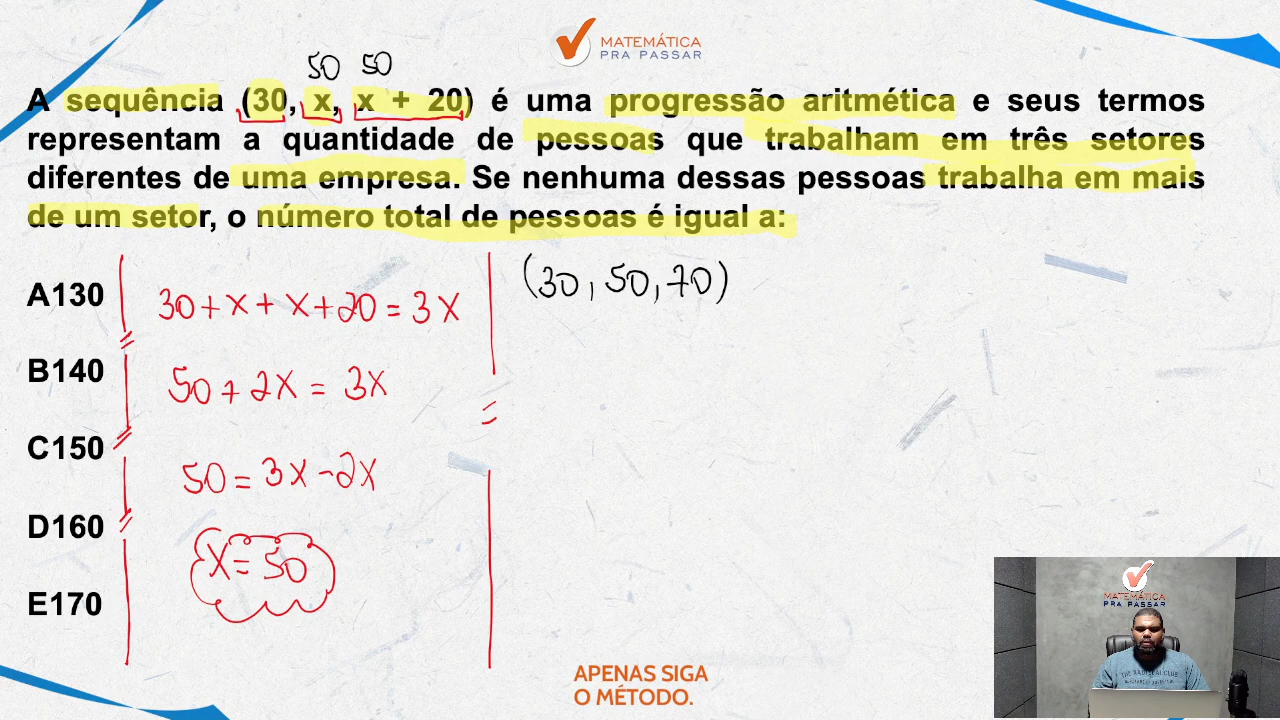 MATEMÁTICA
PRA PASSAR
50 50
A sequência (30, x, x + 20) é uma progressão aritmética e seus termos
representam a quantidade de pessoas que trabalham em três setores
diferentes de uma empresa. Se nenhuma dessas pessoas trabalha em mais
de um setor, o número total de pessoas é igual a:
(30, 50, 70)
A130
30+x+x+20=3x
B140
50+2x=3x
C150
50=3x-2x
D160
x=50
E170
MATEMÁTICA
PRA PASSAR
APENAS SIGA
O MÉTODO.